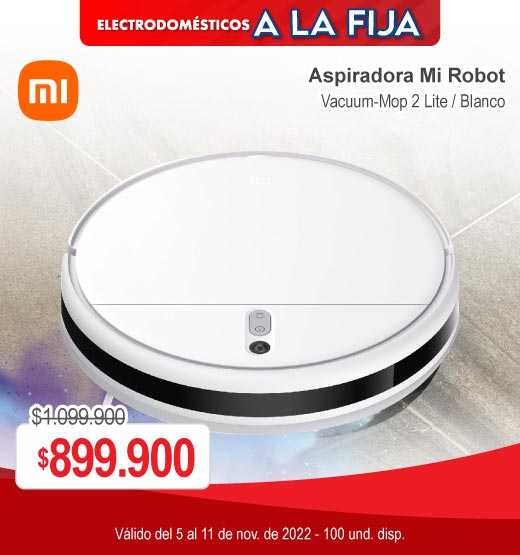 ELECTRODOMÉSTICOS A LA FIJA
mi
Aspiradora Mi Robot
Vacuum-Mop 2 Lite / Blanco
mi
$1.099.900
$899.900
Válido del 5 al 11 de nov. de 2022 - 100 und. disp.